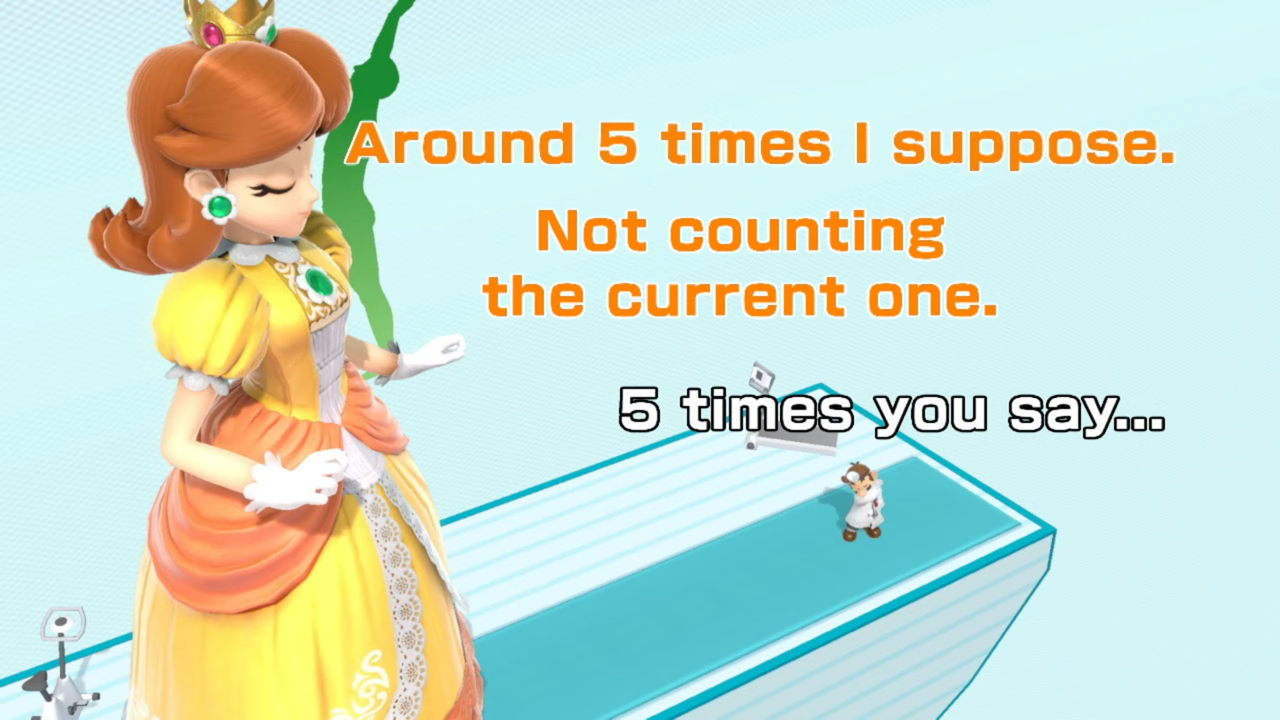 Around 5 times I suppose.
Not counting
the current one.
5 times you say...